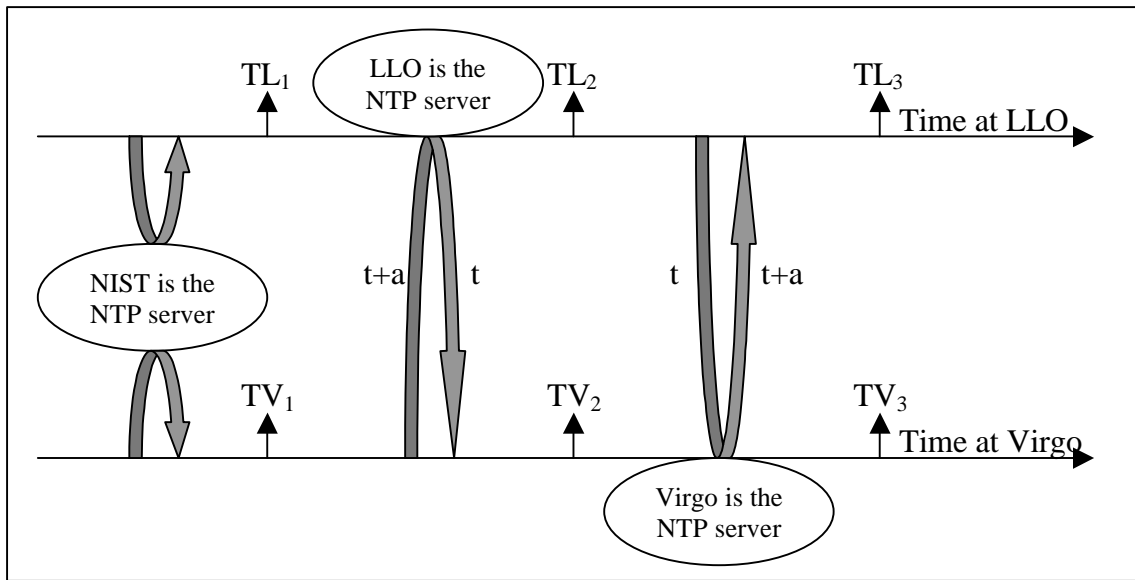 TL₁
LLO is the
NTP server
TL₂
TL₃
Time at LLO
NIST is the
NTP server
t+a
t
t
t+a
TV₁
TV₂
TV₃
Time at Virgo
Virgo is the
NTP server